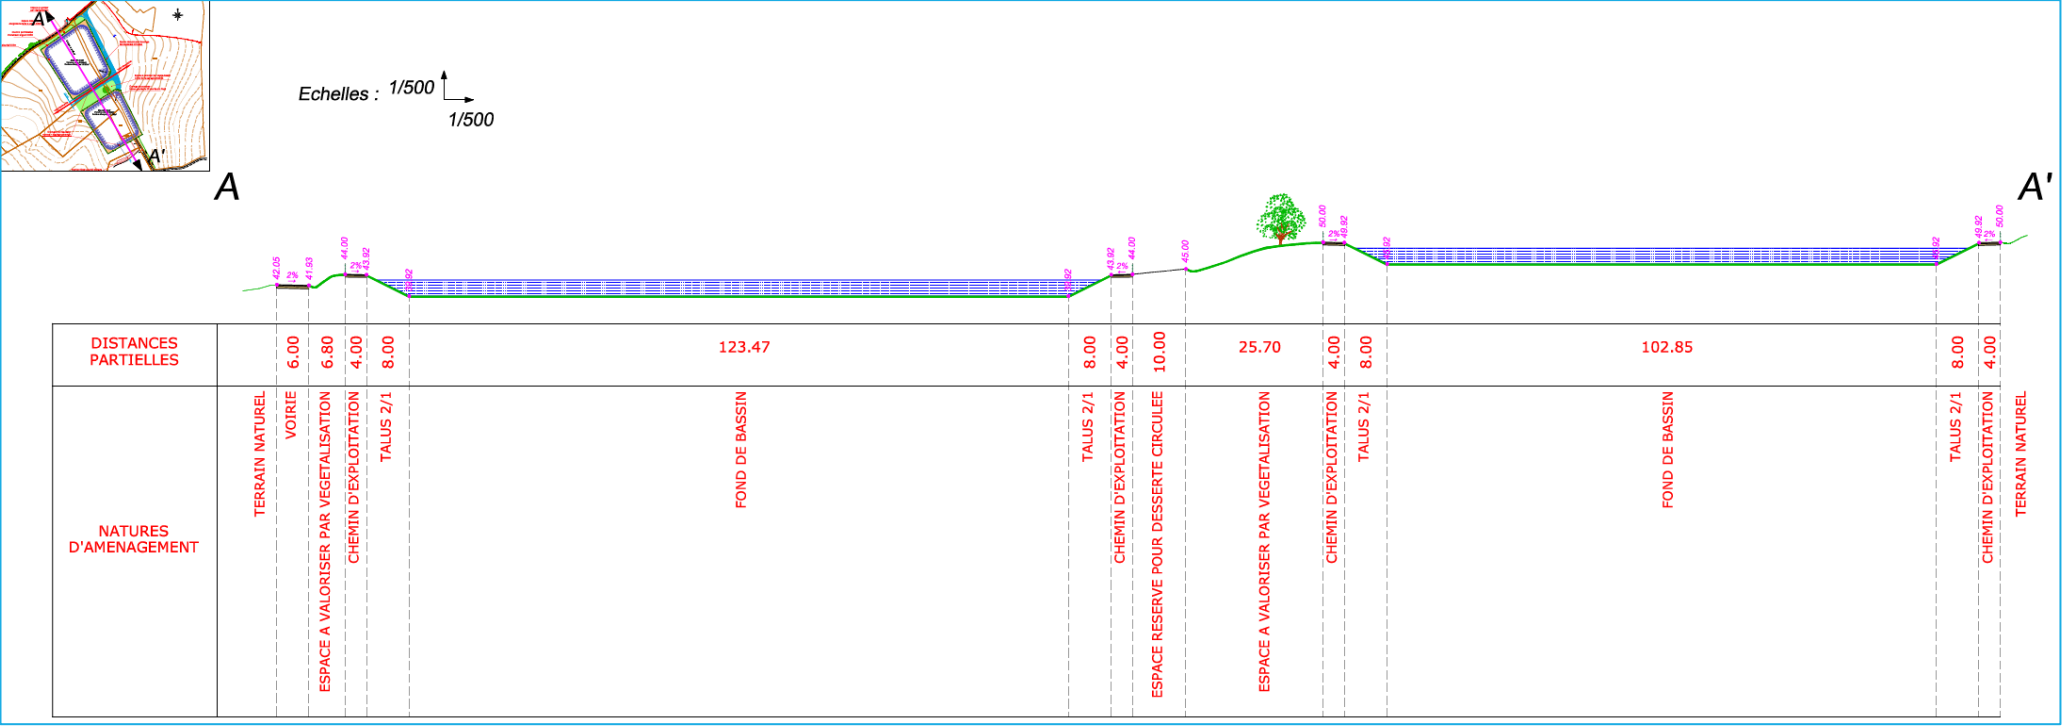 A
A'
Echelles : 1/500
1/500
A
A'
42.05
2%
41.93
44.00
2%
43.92
43.92
2%
44.00
45.00
50.00
2%
49.92
49.92
2%
50.00
DISTANCES
PARTIELLES
6.00
6.80
4.00
8.00
123.47
8.00
4.00
10.00
25.70
4.00
8.00
102.85
8.00
4.00
NATURES
D'AMENAGEMENT
TERRAIN NATUREL
VOIRIE
ESPACE A VALORISER PAR VEGETALISATION
CHEMIN D'EXPLOITATION
TALUS 2/1
FOND DE BASSIN
TALUS 2/1
CHEMIN D'EXPLOITATION
ESPACE RESERVE POUR DESSERTE CIRCULEE
ESPACE A VALORISER PAR VEGETALISATION
CHEMIN D'EXPLOITATION
TALUS 2/1
FOND DE BASSIN
TALUS 2/1
CHEMIN D'EXPLOITATION
TERRAIN NATUREL